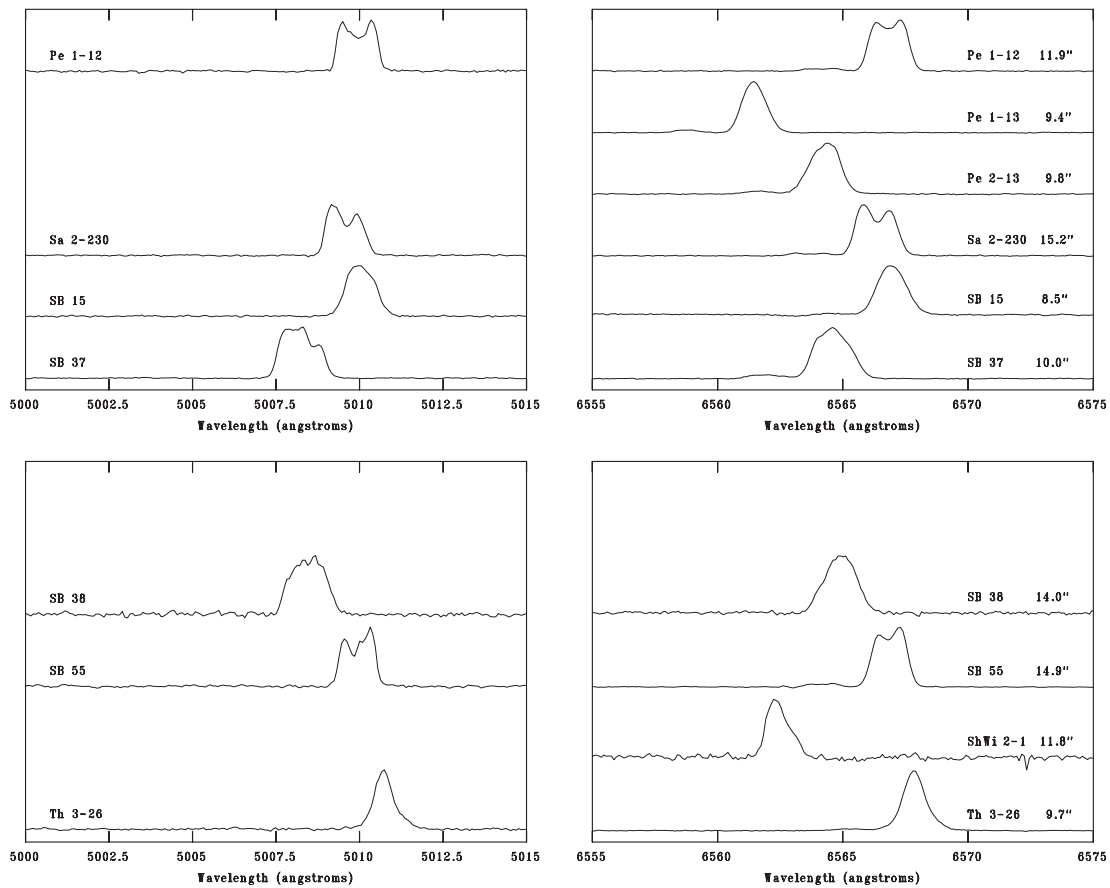 Pe 1-12
Sa 2-230
SB 15
SB 37
5000 5002.5 5005 5007.5 5010 5012.5 5015
Wavelength (angstroms)
Pe 1-12 11.9"
Pe 1-13 9.4"
Pe 2-13 9.8"
Sa 2-230 15.2"
SB 15 8.5"
SB 37 10.0"
6555 6560 6565 6570 6575
Wavelength (angstroms)
SB 38
SB 55
Th 3-26
5000 5002.5 5005 5007.5 5010 5012.5 5015
Wavelength (angstroms)
SB 38 14.0"
SB 55 14.9"
ShWi 2-1 11.8"
Th 3-26 9.7"
6555 6560 6565 6570 6575
Wavelength (angstroms)